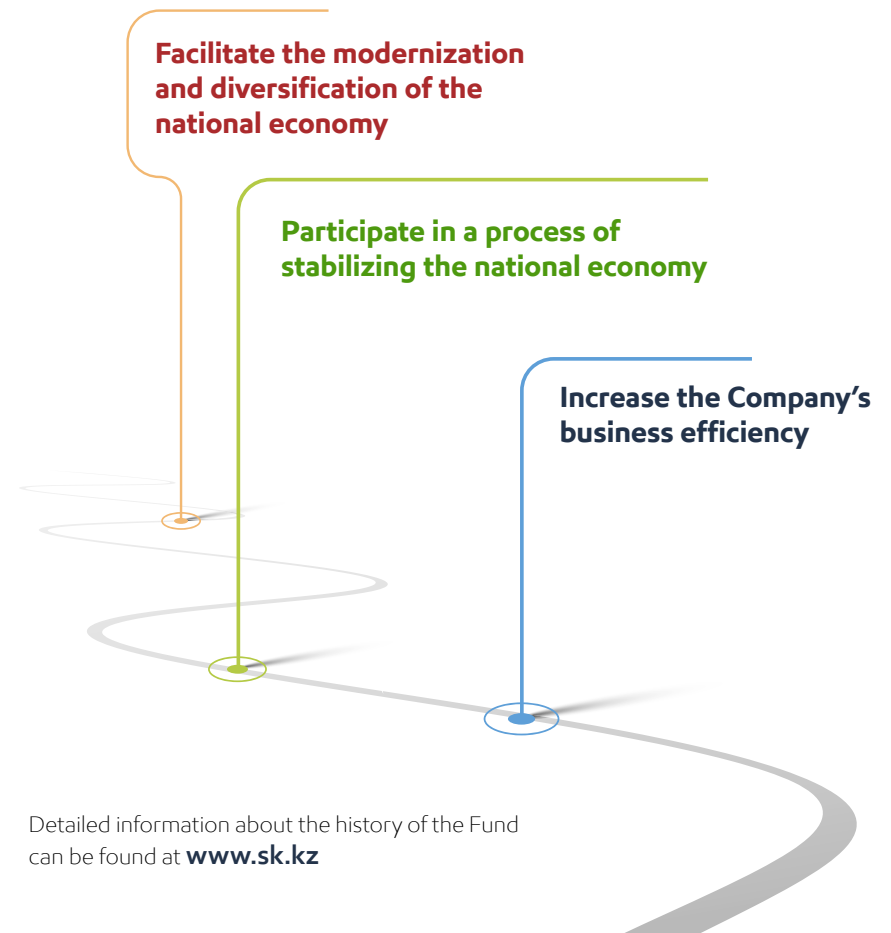 Facilitate the modernization
and diversification of the
national economy
Participate in a process of
stabilizing the national economy
Increase the Company’s
business efficiency
Detailed information about the history of the Fund
can be found at www.sk.kz